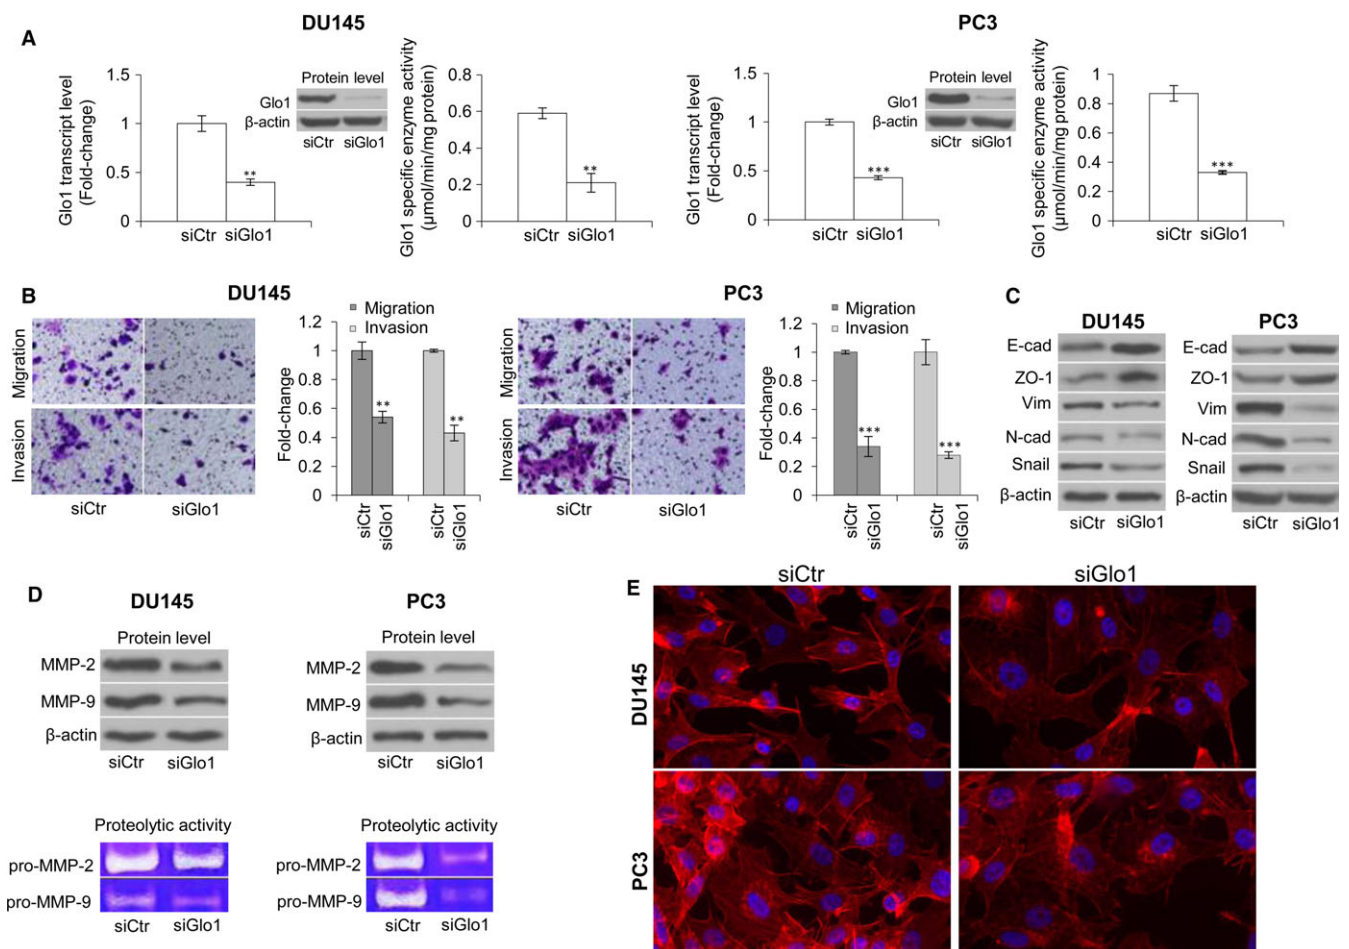 DU145
PC3
A
Glo1 transcript level
(Fold-change)
1.5
1
0.5
0
Protein level
Glo1
β-actin
siCtr siGlo1
**
siCtr siGlo1
Glo1 specific enzyme activity
(µmol/min/mg protein)
0.8
0.6
0.4
0.2
0
**
siCtr siGlo1
Glo1 transcript level
(Fold-change)
1.5
1
0.5
0
Protein level
Glo1
β-actin
siCtr siGlo1
***
siCtr siGlo1
Glo1 specific enzyme activity
(µmol/min/mg protein)
1
0.8
0.6
0.4
0.2
0
***
siCtr siGlo1
B
DU145
Migration
Invasion
siCtr
siGlo1
Migration
Invasion
Fold-change
1.2
1
0.8
0.6
0.4
0.2
0
**
**
siCtr
siGlo1
siCtr
siGlo1
PC3
Migration
Invasion
siCtr
siGlo1
Migration
Invasion
Fold-change
1.2
1
0.8
0.6
0.4
0.2
0
***
***
siCtr
siGlo1
siCtr
siGlo1
C
DU145
E-cad
ZO-1
Vim
N-cad
Snail
β-actin
siCtr siGlo1
PC3
E-cad
ZO-1
Vim
N-cad
Snail
β-actin
siCtr siGlo1
D
DU145
Protein level
MMP-2
MMP-9
β-actin
siCtr siGlo1
Proteolytic activity
pro-MMP-2
pro-MMP-9
siCtr siGlo1
PC3
Protein level
MMP-2
MMP-9
β-actin
siCtr siGlo1
Proteolytic activity
pro-MMP-2
pro-MMP-9
siCtr siGlo1
E
siCtr
siGlo1
DU145
PC3